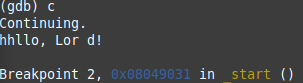 (gdb) c
Continuing.
hhllo, Lor d!
Breakpoint 2, 0x08049031 in _start ()